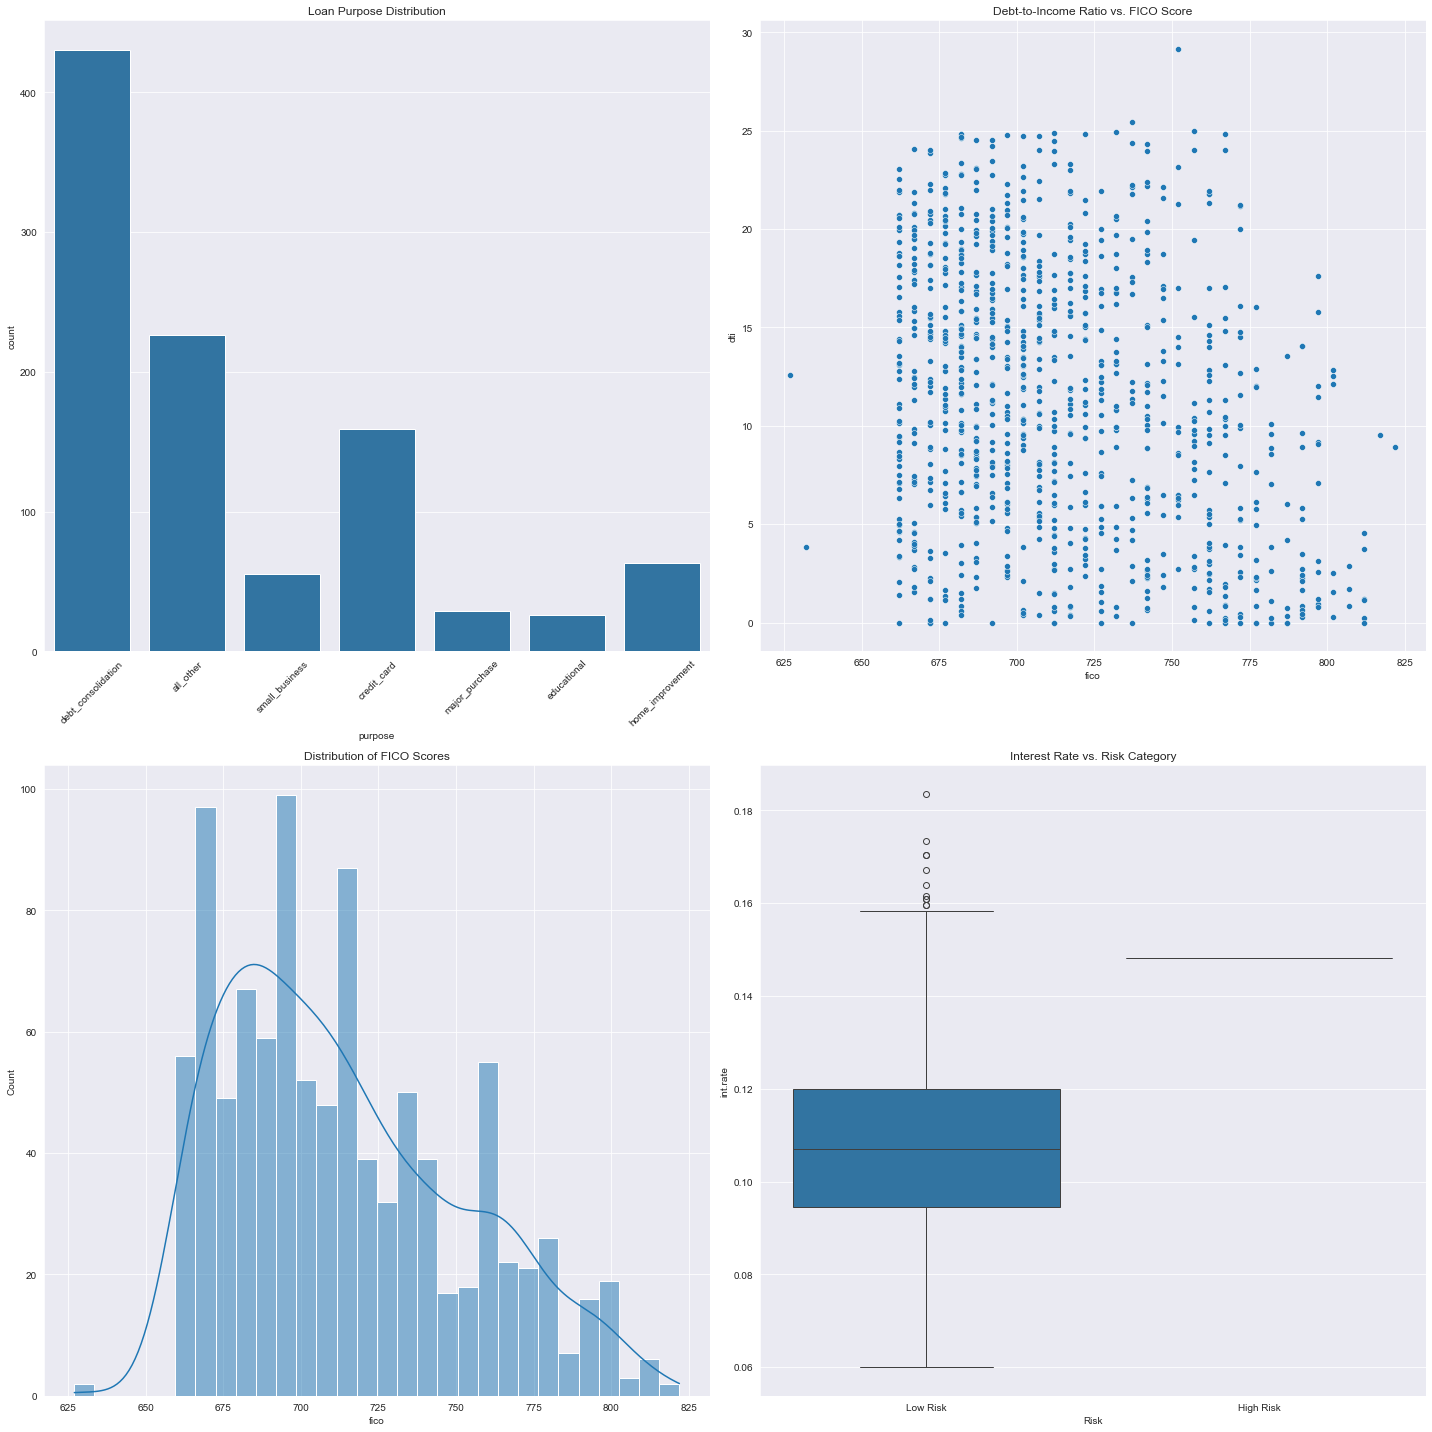 Loan Purpose Distribution
count
400
300
200
100
0
debt_consolidation
all_other
small_business
credit_card
major_purchase
educational
home_improvement
purpose
Debt-to-Income Ratio vs. FICO Score
dti
30
25
20
15
10
5
0
625 650 675 700 725 750 775 800 825
fico
Distribution of FICO Scores
Count
100
80
60
40
20
0
625 650 675 700 725 750 775 800 825
fico
Interest Rate vs. Risk Category
int.rate
0.18
0.16
0.14
0.12
0.10
0.08
0.06
Low Risk High Risk
Risk